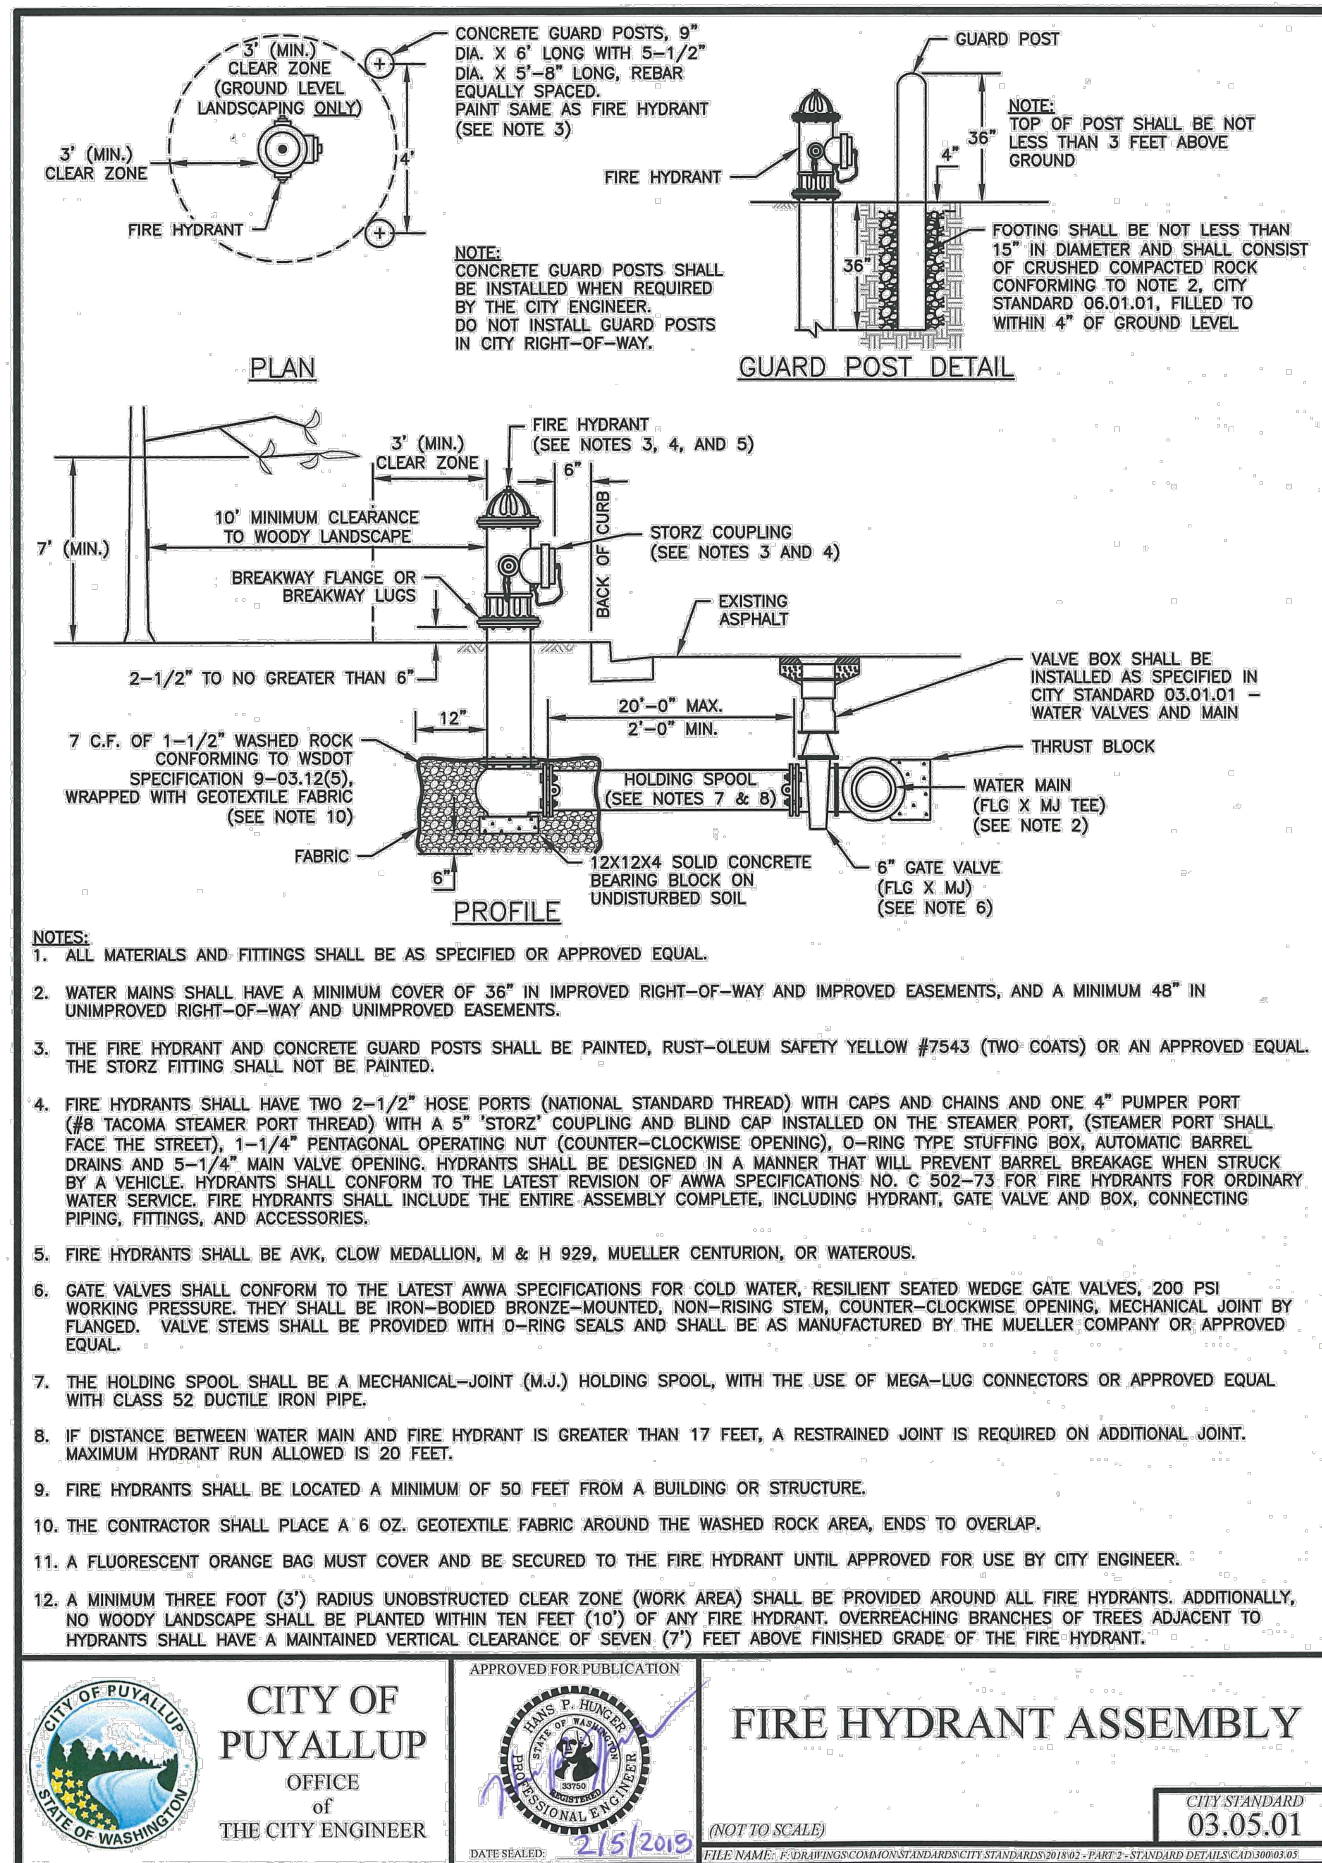 CONCRETE GUARD POSTS, 9"
DIA. X 6' LONG WITH 5-1/2"
DIA. X 5'-8" LONG, REBAR
EQUALLY SPACED.
PAINT SAME AS FIRE HYDRANT
(SEE NOTE 3)
3' (MIN.)
CLEAR ZONE
(GROUND LEVEL
LANDSCAPING ONLY)
3' (MIN.)
CLEAR ZONE
4'
FIRE HYDRANT
NOTE:
CONCRETE GUARD POSTS SHALL
BE INSTALLED WHEN REQUIRED
BY THE CITY ENGINEER.
DO NOT INSTALL GUARD POSTS
IN CITY RIGHT-OF-WAY.
PLAN
GUARD POST
NOTE:
TOP OF POST SHALL BE NOT
LESS THAN 3 FEET ABOVE
GROUND
36"
4"
FIRE HYDRANT
36"
FOOTING SHALL BE NOT LESS THAN
15" IN DIAMETER AND SHALL CONSIST
OF CRUSHED COMPACTED ROCK
CONFORMING TO NOTE 2, CITY
STANDARD 06.01.01, FILLED TO
WITHIN 4" OF GROUND LEVEL
GUARD POST DETAIL
FIRE HYDRANT
(SEE NOTES 3, 4, AND 5)
3' (MIN.)
CLEAR ZONE
6"
10' MINIMUM CLEARANCE
TO WOODY LANDSCAPE
7' (MIN.)
BACK OF CURB
STORZ COUPLING
(SEE NOTES 3 AND 4)
BREAKWAY FLANGE OR
BREAKWAY LUGS
EXISTING
ASPHALT
2-1/2" TO NO GREATER THAN 6"
VALVE BOX SHALL BE
INSTALLED AS SPECIFIED IN
CITY STANDARD 03.01.01 -
WATER VALVES AND MAIN
12"
20'-0" MAX.
2'-0" MIN.
7 C.F. OF 1-1/2" WASHED ROCK
CONFORMING TO WSDOT
SPECIFICATION 9-03.12(5),
WRAPPED WITH GEOTEXTILE FABRIC
(SEE NOTE 10)
THRUST BLOCK
HOLDING SPOOL
(SEE NOTES 7 & 8)
WATER MAIN
(FLG X MJ TEE)
(SEE NOTE 2)
FABRIC
6"
12X12X4 SOLID CONCRETE
BEARING BLOCK ON
UNDISTURBED SOIL
6" GATE VALVE
(FLG X MJ)
(SEE NOTE 6)
PROFILE
NOTES:
1. ALL MATERIALS AND FITTINGS SHALL BE AS SPECIFIED OR APPROVED EQUAL.
2. WATER MAINS SHALL HAVE A MINIMUM COVER OF 36" IN IMPROVED RIGHT-OF-WAY AND IMPROVED EASEMENTS, AND A MINIMUM 48" IN
UNIMPROVED RIGHT-OF-WAY AND UNIMPROVED EASEMENTS.
3. THE FIRE HYDRANT AND CONCRETE GUARD POSTS SHALL BE PAINTED, RUST-OLEUM SAFETY YELLOW #7543 (TWO COATS) OR AN APPROVED EQUAL.
THE STORZ FITTING SHALL NOT BE PAINTED.
4. FIRE HYDRANTS SHALL HAVE TWO 2-1/2" HOSE PORTS (NATIONAL STANDARD THREAD) WITH CAPS AND CHAINS AND ONE 4" PUMPER PORT
(#8 TACOMA STEAMER PORT THREAD) WITH A 5" 'STORZ' COUPLING AND BLIND CAP INSTALLED ON THE STEAMER PORT, (STEAMER PORT SHALL
FACE THE STREET), 1-1/4" PENTAGONAL OPERATING NUT (COUNTER-CLOCKWISE OPENING), O-RING TYPE STUFFING BOX, AUTOMATIC BARREL
DRAINS AND 5-1/4" MAIN VALVE OPENING. HYDRANTS SHALL BE DESIGNED IN A MANNER THAT WILL PREVENT BARREL BREAKAGE WHEN STRUCK
BY A VEHICLE. HYDRANTS SHALL CONFORM TO THE LATEST REVISION OF AWWA SPECIFICATIONS NO. C 502-73 FOR FIRE HYDRANTS FOR ORDINARY
WATER SERVICE. FIRE HYDRANTS SHALL INCLUDE THE ENTIRE ASSEMBLY COMPLETE, INCLUDING HYDRANT, GATE VALVE AND BOX, CONNECTING
PIPING, FITTINGS, AND ACCESSORIES.
5. FIRE HYDRANTS SHALL BE AVK, CLOW MEDALLION, M & H 929, MUELLER CENTURION, OR WATEROUS.
6. GATE VALVES SHALL CONFORM TO THE LATEST AWWA SPECIFICATIONS FOR COLD WATER, RESILIENT SEATED WEDGE GATE VALVES, 200 PSI
WORKING PRESSURE. THEY SHALL BE IRON-BODIED BRONZE-MOUNTED, NON-RISING STEM, COUNTER-CLOCKWISE OPENING, MECHANICAL JOINT BY
FLANGED. VALVE STEMS SHALL BE PROVIDED WITH O-RING SEALS AND SHALL BE AS MANUFACTURED BY THE MUELLER COMPANY OR APPROVED
EQUAL.
7. THE HOLDING SPOOL SHALL BE A MECHANICAL-JOINT (M.J.) HOLDING SPOOL, WITH THE USE OF MEGA-LUG CONNECTORS OR APPROVED EQUAL
WITH CLASS 52 DUCTILE IRON PIPE.
8. IF DISTANCE BETWEEN WATER MAIN AND FIRE HYDRANT IS GREATER THAN 17 FEET, A RESTRAINED JOINT IS REQUIRED ON ADDITIONAL JOINT.
MAXIMUM HYDRANT RUN ALLOWED IS 20 FEET.
9. FIRE HYDRANTS SHALL BE LOCATED A MINIMUM OF 50 FEET FROM A BUILDING OR STRUCTURE.
10. THE CONTRACTOR SHALL PLACE A 6 OZ. GEOTEXTILE FABRIC AROUND THE WASHED ROCK AREA, ENDS TO OVERLAP.
11. A FLUORESCENT ORANGE BAG MUST COVER AND BE SECURED TO THE FIRE HYDRANT UNTIL APPROVED FOR USE BY CITY ENGINEER.
12. A MINIMUM THREE FOOT (3') RADIUS UNOBSTRUCTED CLEAR ZONE (WORK AREA) SHALL BE PROVIDED AROUND ALL FIRE HYDRANTS. ADDITIONALLY,
NO WOODY LANDSCAPE SHALL BE PLANTED WITHIN TEN FEET (10') OF ANY FIRE HYDRANT. OVERREACHING BRANCHES OF TREES ADJACENT TO
HYDRANTS SHALL HAVE A MAINTAINED VERTICAL CLEARANCE OF SEVEN (7') FEET ABOVE FINISHED GRADE OF THE FIRE HYDRANT.
CITY OF PUYALLUP
STATE OF WASHINGTON
CITY OF
PUYALLUP
OFFICE
of
THE CITY ENGINEER
APPROVED FOR PUBLICATION
HANS P. HUNGER
STATE OF WASHINGTON
33750
REGISTERED
PROFESSIONAL ENGINEER
DATE SEALED: 2/5/2018
FIRE HYDRANT ASSEMBLY
(NOT TO SCALE)
CITY STANDARD
03.05.01
FILE NAME: F:\DRAWINGS\COMMON\STANDARDS\CITY STANDARDS\2018\02 - PART 2 - STANDARD DETAILS\CAD\300\03.05